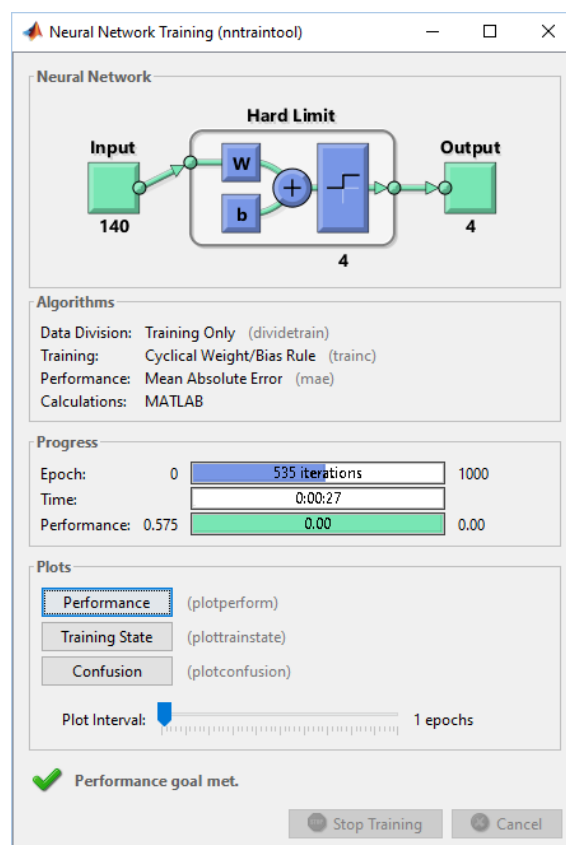 Neural Network Training (nntraintool)
Neural Network
Hard Limit
Input
Output
W
b
+
140
4
4
Algorithms
Data Division: Training Only (dividetrain)
Training: Cyclical Weight/Bias Rule (trainc)
Performance: Mean Absolute Error (mae)
Calculations: MATLAB
Progress
Epoch: 0 535 iterations 1000
Time: 0:00:27
Performance: 0.575 0.00 0.00
Plots
Performance (plotperform)
Training State (plottrainstate)
Confusion (plotconfusion)
Plot Interval: 1 epochs
Performance goal met.
Stop Training Cancel